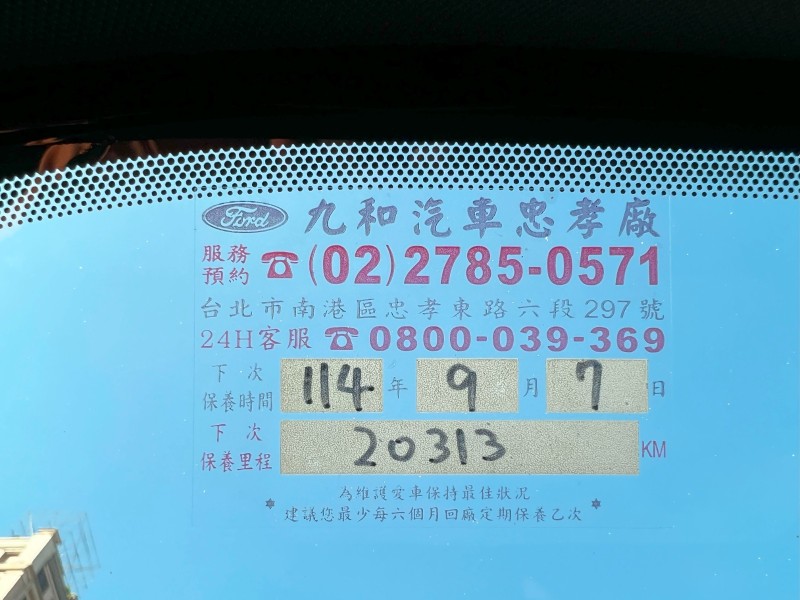 Ford 九和汽車忠孝廠
服務預約 ☎(02)2785-0571
台北市南港區忠孝東路六段297號
24H客服 ☎ 0800-039-369
下次保養時間 114 年 9 月 7 日
下次保養里程 20313 KM
為維護愛車保持最佳狀況
* 建議您最少每六個月回廠定期保養乙次 *